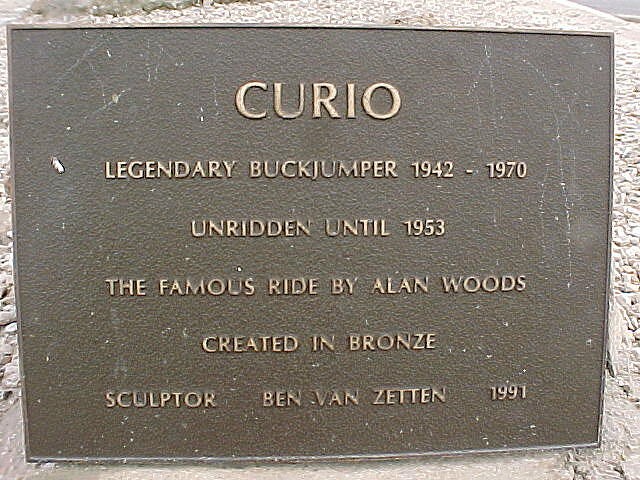 CURIO
LEGENDARY BUCKJUMPER 1942 - 1970
UNRIDDEN UNTIL 1953
THE FAMOUS RIDE BY ALAN WOODS
CREATED IN BRONZE
SCULPTOR BEN VAN ZETTEN 1991